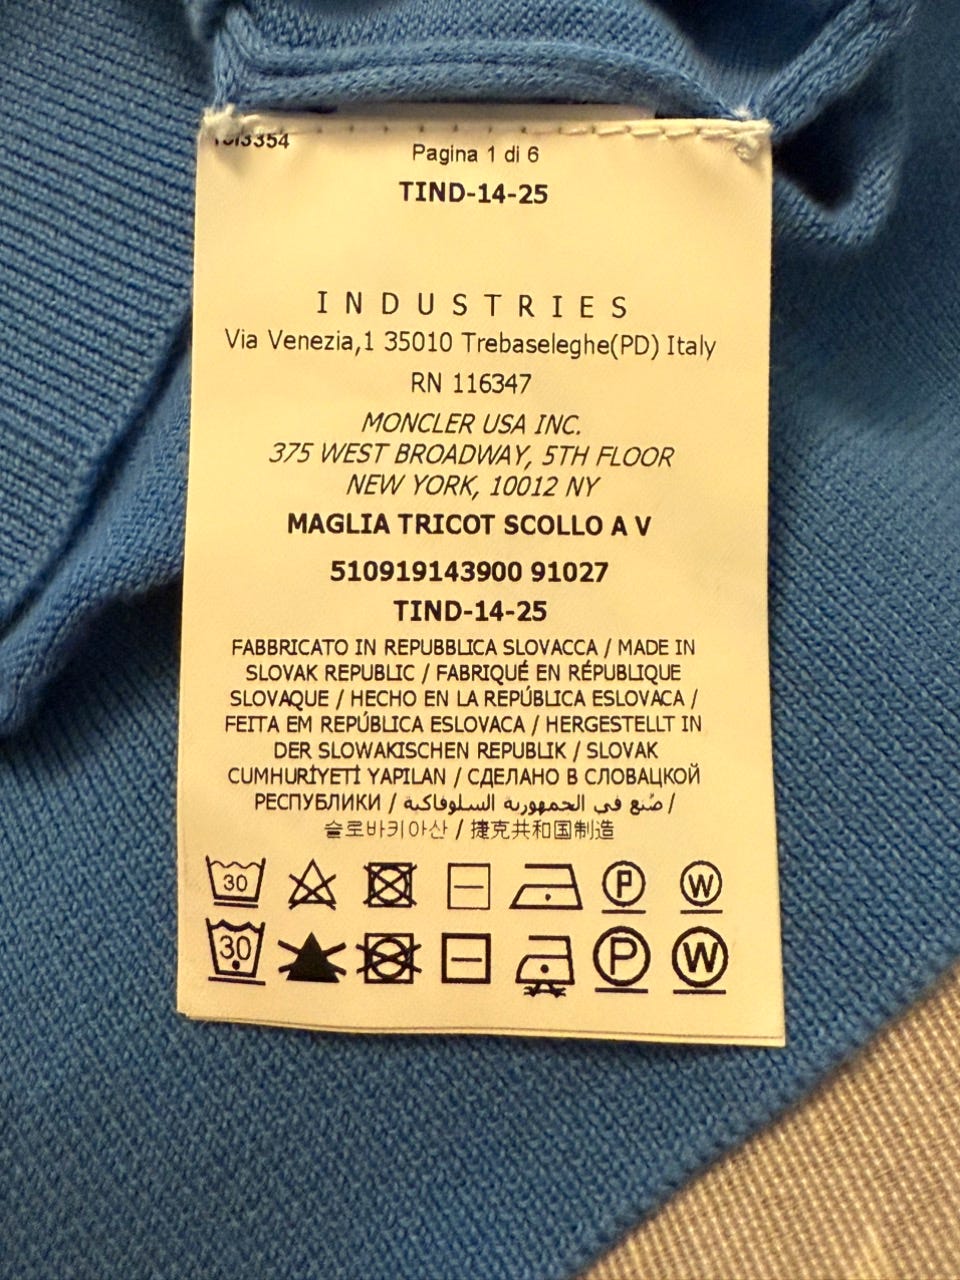 Pagina 1 di 6
TIND-14-25
INDUSTRIES
Via Venezia,1 35010 Trebaseleghe(PD) Italy
RN 116347
MONCLER USA INC.
375 WEST BROADWAY, 5TH FLOOR
NEW YORK, 10012 NY
MAGLIA TRICOT SCOLLO A V
510919143900 91027
TIND-14-25
FABBRICATO IN REPUBBLICA SLOVACCA / MADE IN
SLOVAK REPUBLIC / FABRIQUÉ EN RÉPUBLIQUE
SLOVAQUE / HECHO EN LA REPÚBLICA ESLOVACA /
FEITA EM REPÚBLICA ESLOVACA / HERGESTELLT IN
DER SLOWAKISCHEN REPUBLIK / SLOVAK
CUMHURİYETİ YAPILAN / СДЕЛАНО В СЛОВАЦКОЙ
РЕСПУБЛИКИ / صُنع في الجمهورية السلوفاكية /
슬로바키아산 / 捷克共和国制造
30 P W
30 P W